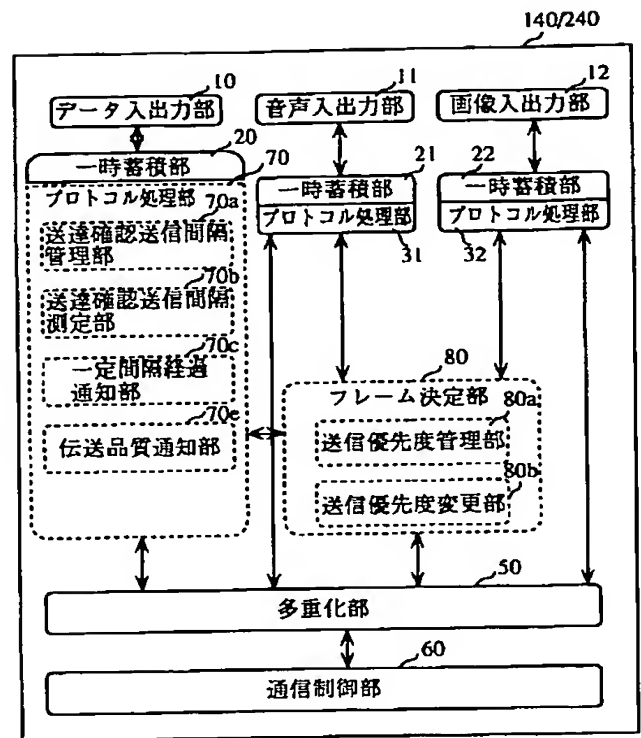 140/240
10
11
12
データ入出力部
音声入出力部
画像入出力部
20
70
21
22
一時蓄積部
一時蓄積部
一時蓄積部
プロトコル処理部
プロトコル処理部
プロトコル処理部
70a
31
32
送達確認送信間隔
管理部
70b
送達確認送信間隔
測定部
70c
一定間隔経過
通知部
80
フレーム決定部
80a
70e
伝送品質通知部
送信優先度管理部
80b
送信優先度変更部
50
多重化部
60
通信制御部